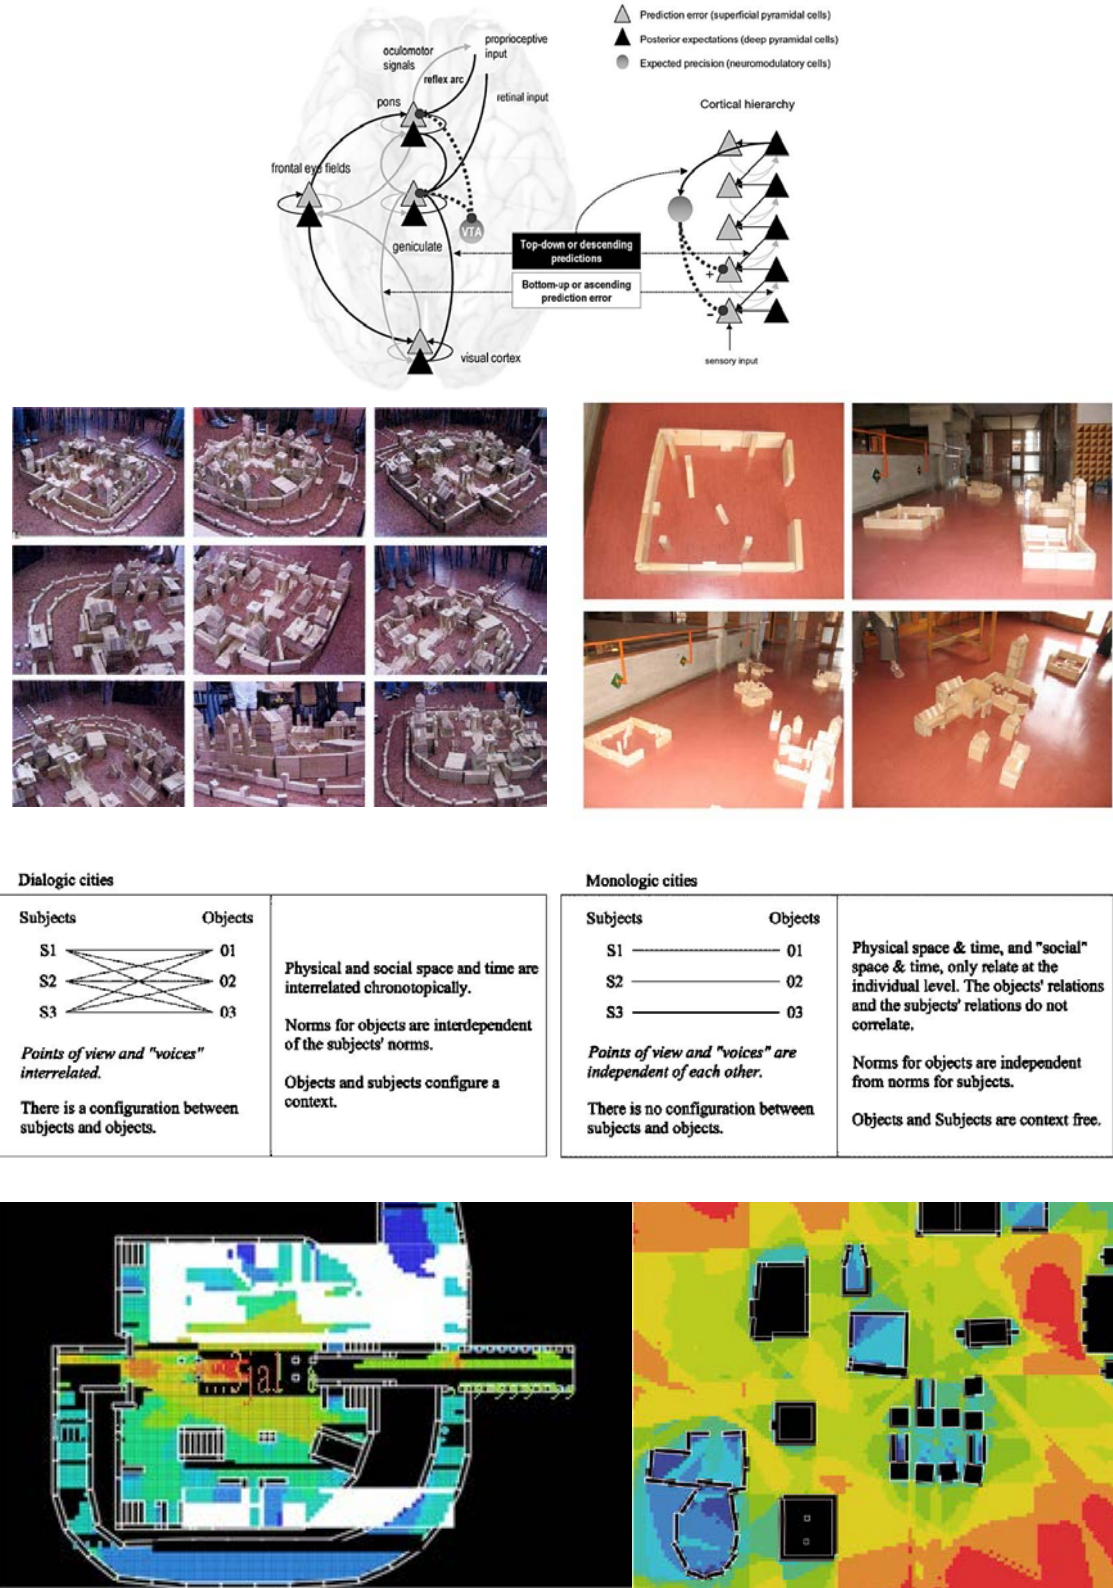 Prediction error (superficial pyramidal cells)
Posterior expectations (deep pyramidal cells)
Expected precision (neuromodulatory cells)
oculomotor
signals
proprioceptive
input
reflex arc
retinal input
pons
frontal eye fields
VTA
geniculate
visual cortex
Cortical hierarchy
Top-down or descending
predictions
Bottom-up or ascending
prediction error
+
-
sensory input
Dialogic cities
Subjects Objects
S1 01
S2 02
S3 03
Points of view and "voices"
interrelated.
There is a configuration between
subjects and objects.
Physical and social space and time are
interrelated chronotopically.
Norms for objects are interdependent
of the subjects' norms.
Objects and subjects configure a
context.
Monologic cities
Subjects Objects
S1 01
S2 02
S3 03
Points of view and "voices" are
independent of each other.
There is no configuration between
subjects and objects.
Physical space & time, and "social"
space & time, only relate at the
individual level. The objects' relations
and the subjects' relations do not
correlate.
Norms for objects are independent
from norms for subjects.
Objects and Subjects are context free.